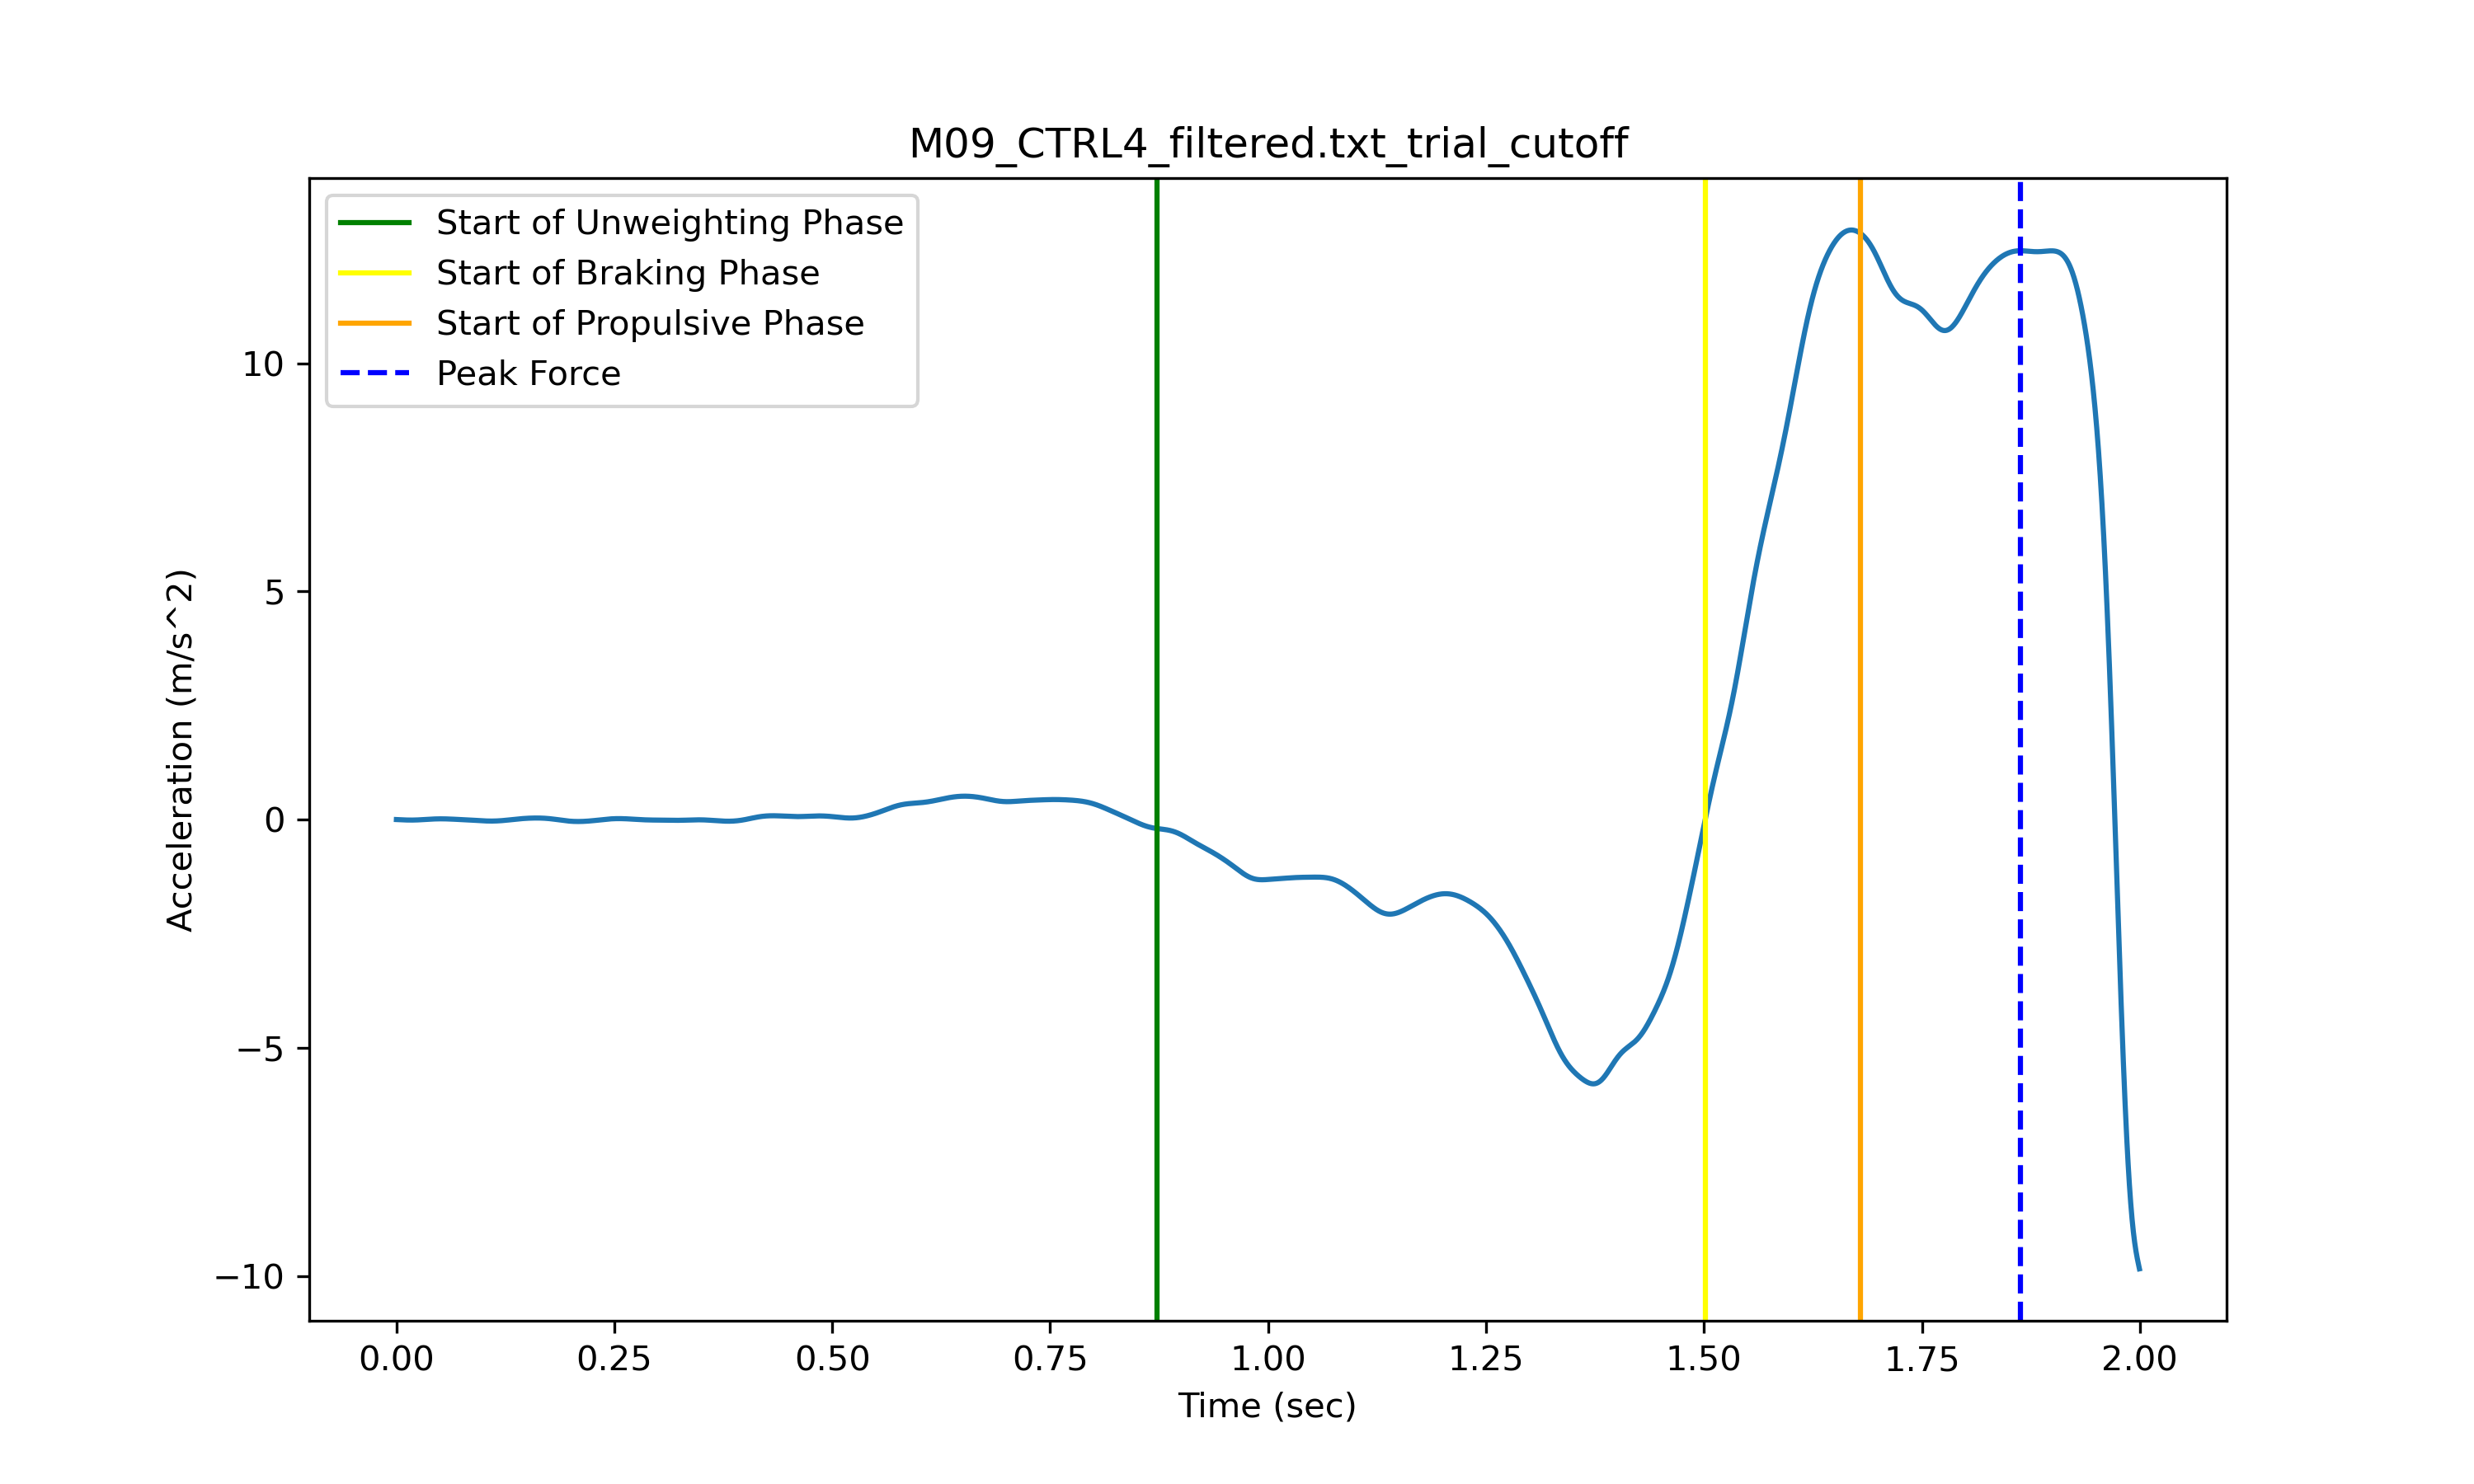 M09_CTRL4_filtered.txt_trial_cutoff
Start of Unweighting Phase
Start of Braking Phase
Start of Propulsive Phase
Peak Force
Acceleration (m/s^2)
10
5
0
−5
−10
0.00 0.25 0.50 0.75 1.00 1.25 1.50 1.75 2.00
Time (sec)